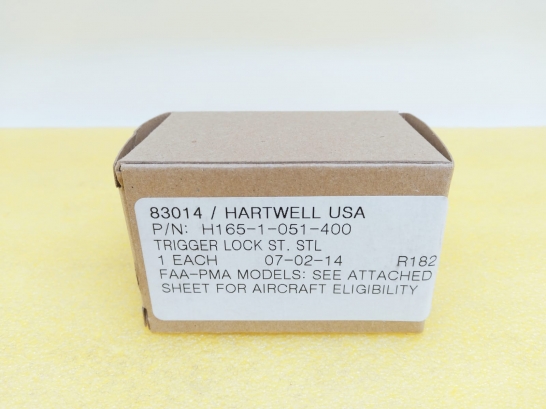 83014 / HARTWELL USA
P/N: H165-1-051-400
TRIGGER LOCK ST. STL
1 EACH 07-02-14 R182
FAA-PMA MODELS: SEE ATTACHED
SHEET FOR AIRCRAFT ELIGIBILITY